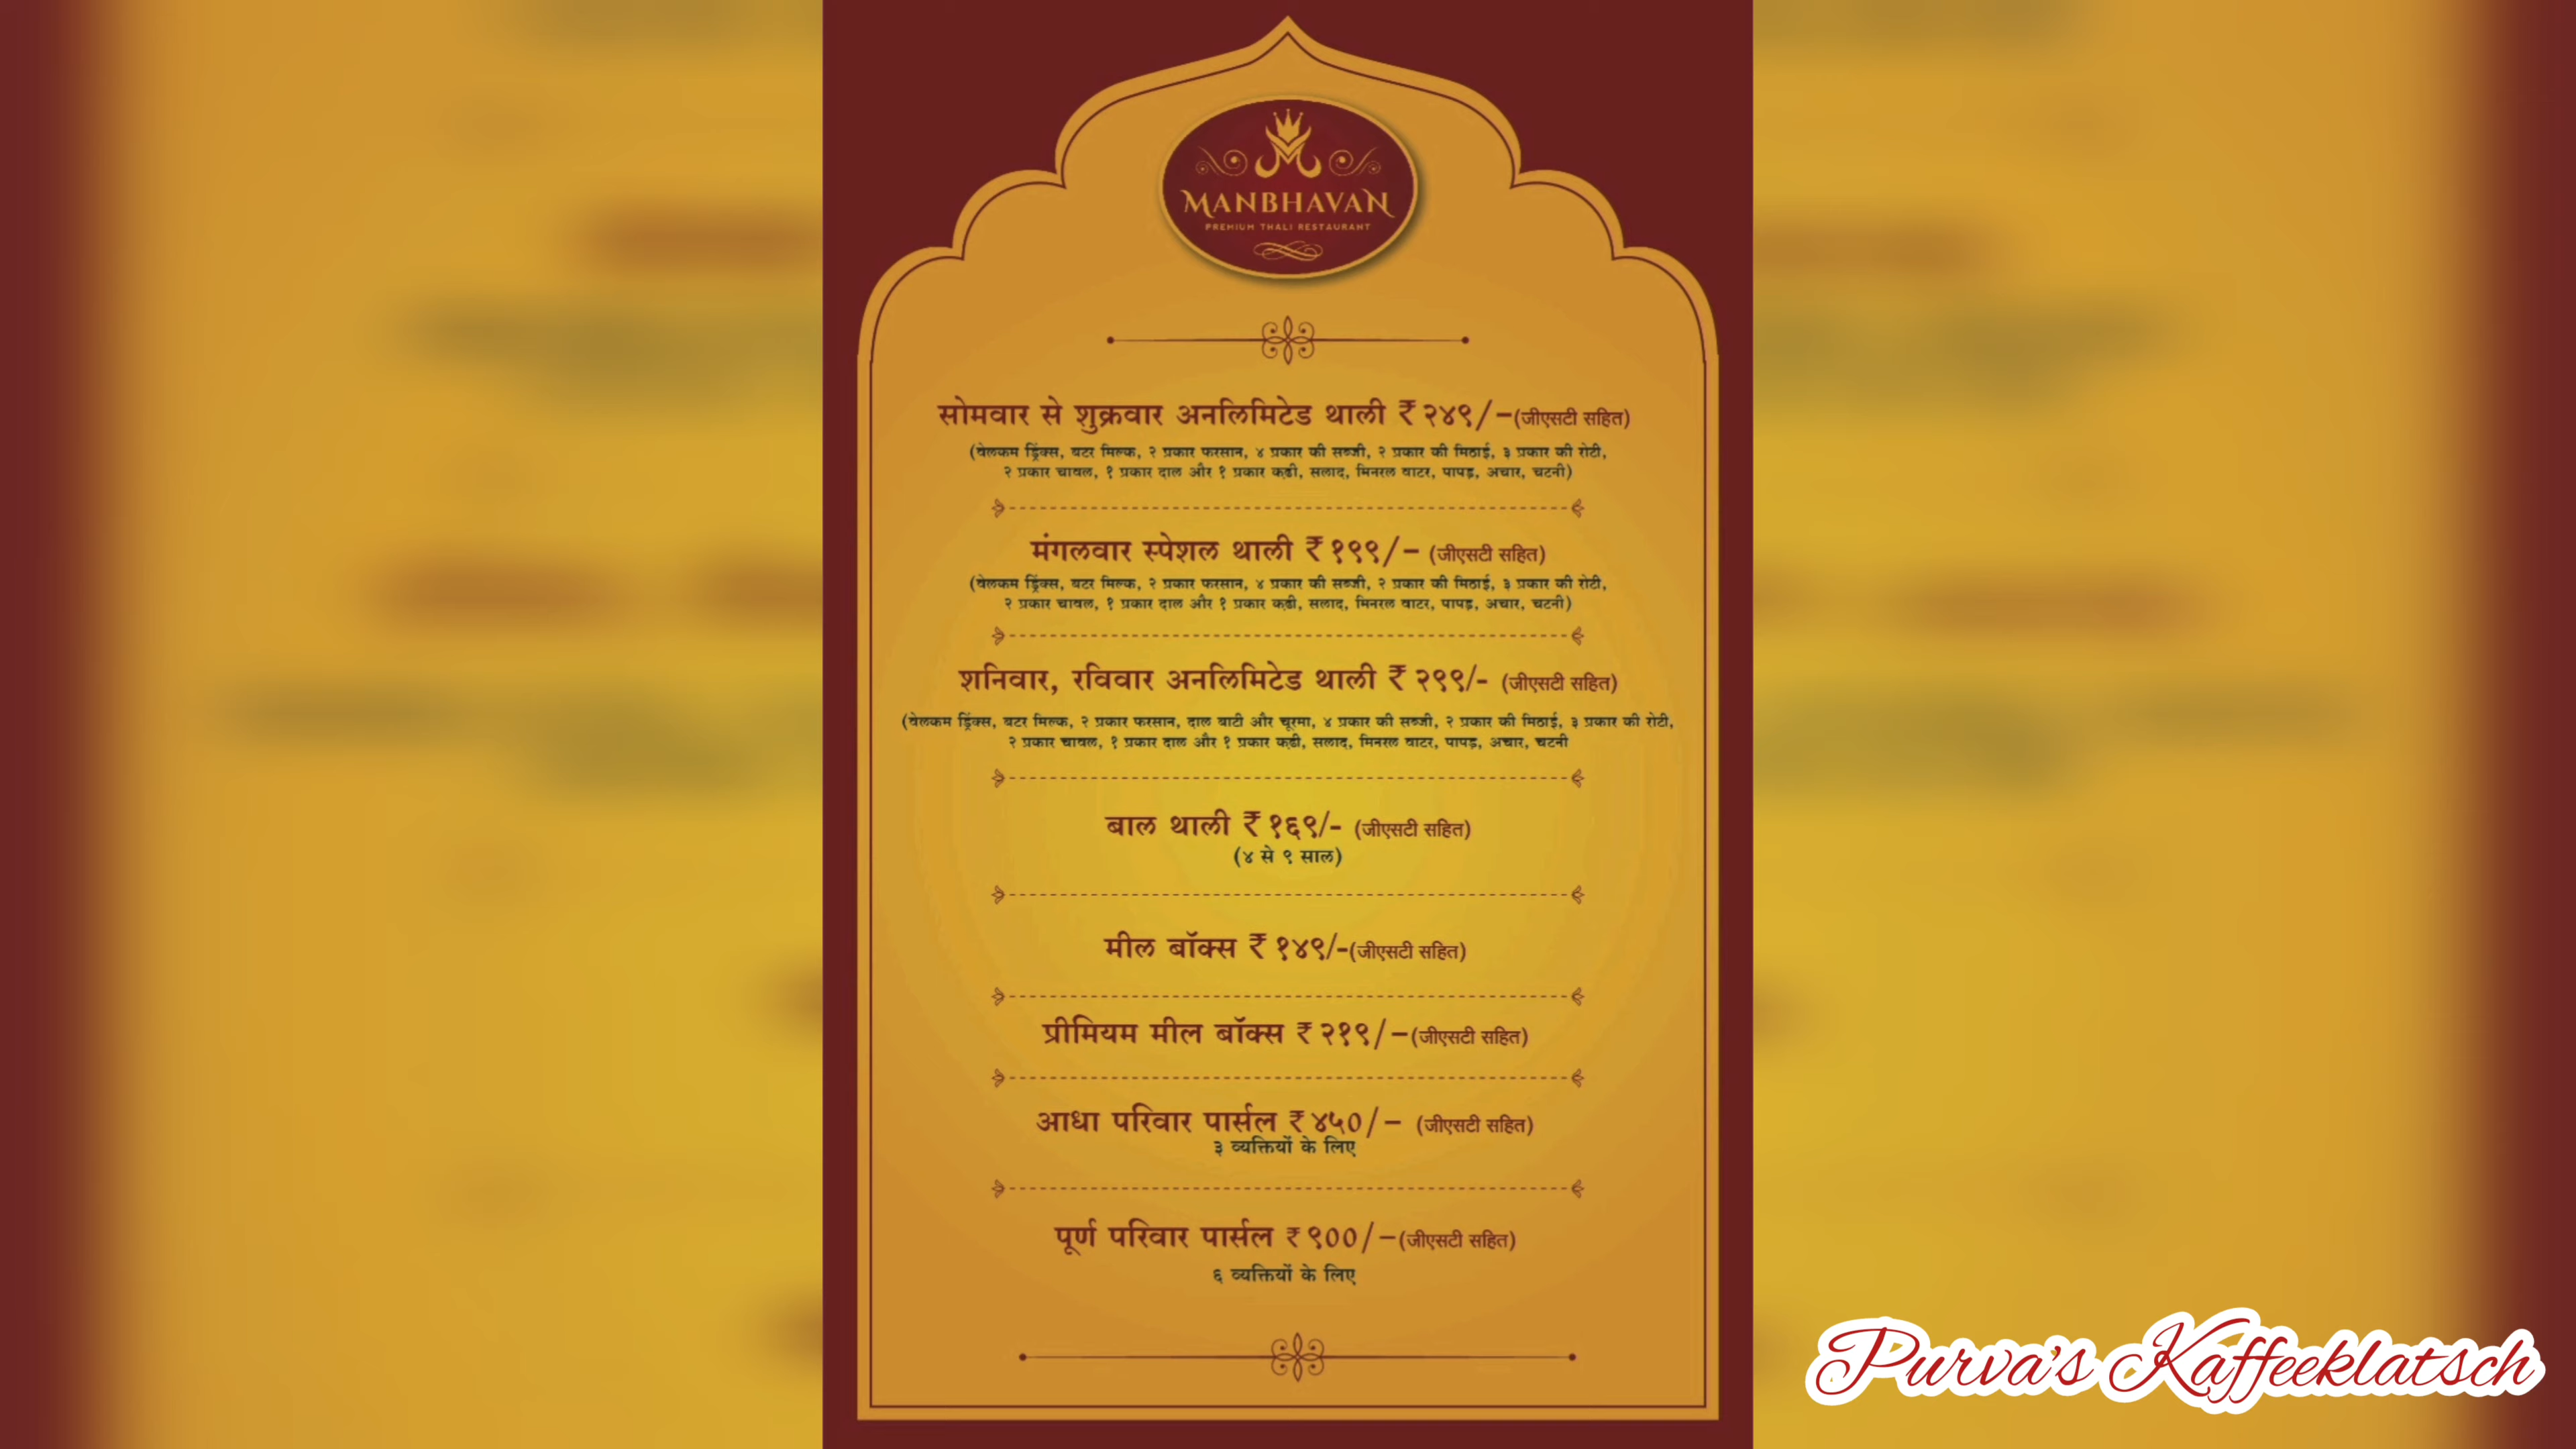 MANBHAVAN
PREMIUM THALI RESTAURANT
सोमवार से शुक्रवार अनलिमिटेड थाली ₹ २४९/-(जीएसटी सहित)
(वेलकम ड्रिंक्स, बटर मिल्क, २ प्रकार फरसान, ४ प्रकार की सब्जी, २ प्रकार की मिठाई, ३ प्रकार की रोटी,
२ प्रकार चावल, १ प्रकार दाल और १ प्रकार कढी, सलाद, मिनरल वाटर, पापड़, अचार, चटनी)
मंगलवार स्पेशल थाली ₹ १९९/- (जीएसटी सहित)
(वेलकम ड्रिंक्स, बटर मिल्क, २ प्रकार फरसान, ४ प्रकार की सब्जी, २ प्रकार की मिठाई, ३ प्रकार की रोटी,
२ प्रकार चावल, १ प्रकार दाल और १ प्रकार कढी, सलाद, मिनरल वाटर, पापड़, अचार, चटनी)
शनिवार, रविवार अनलिमिटेड थाली ₹ २९९/- (जीएसटी सहित)
(वेलकम ड्रिंक्स, बटर मिल्क, २ प्रकार फरसान, दाल बाटी और चूरमा, ४ प्रकार की सब्जी, २ प्रकार की मिठाई, ३ प्रकार की रोटी,
२ प्रकार चावल, १ प्रकार दाल और १ प्रकार कढी, सलाद, मिनरल वाटर, पापड़, अचार, चटनी
बाल थाली ₹ १६९/- (जीएसटी सहित)
(४ से ९ साल)
मील बॉक्स ₹ १४९/-(जीएसटी सहित)
प्रीमियम मील बॉक्स ₹ २१९/-(जीएसटी सहित)
आधा परिवार पार्सल ₹ ४५०/- (जीएसटी सहित)
३ व्यक्तियों के लिए
पूर्ण परिवार पार्सल ₹ ९००/-(जीएसटी सहित)
६ व्यक्तियों के लिए
Purva's Kaffeeklatsch